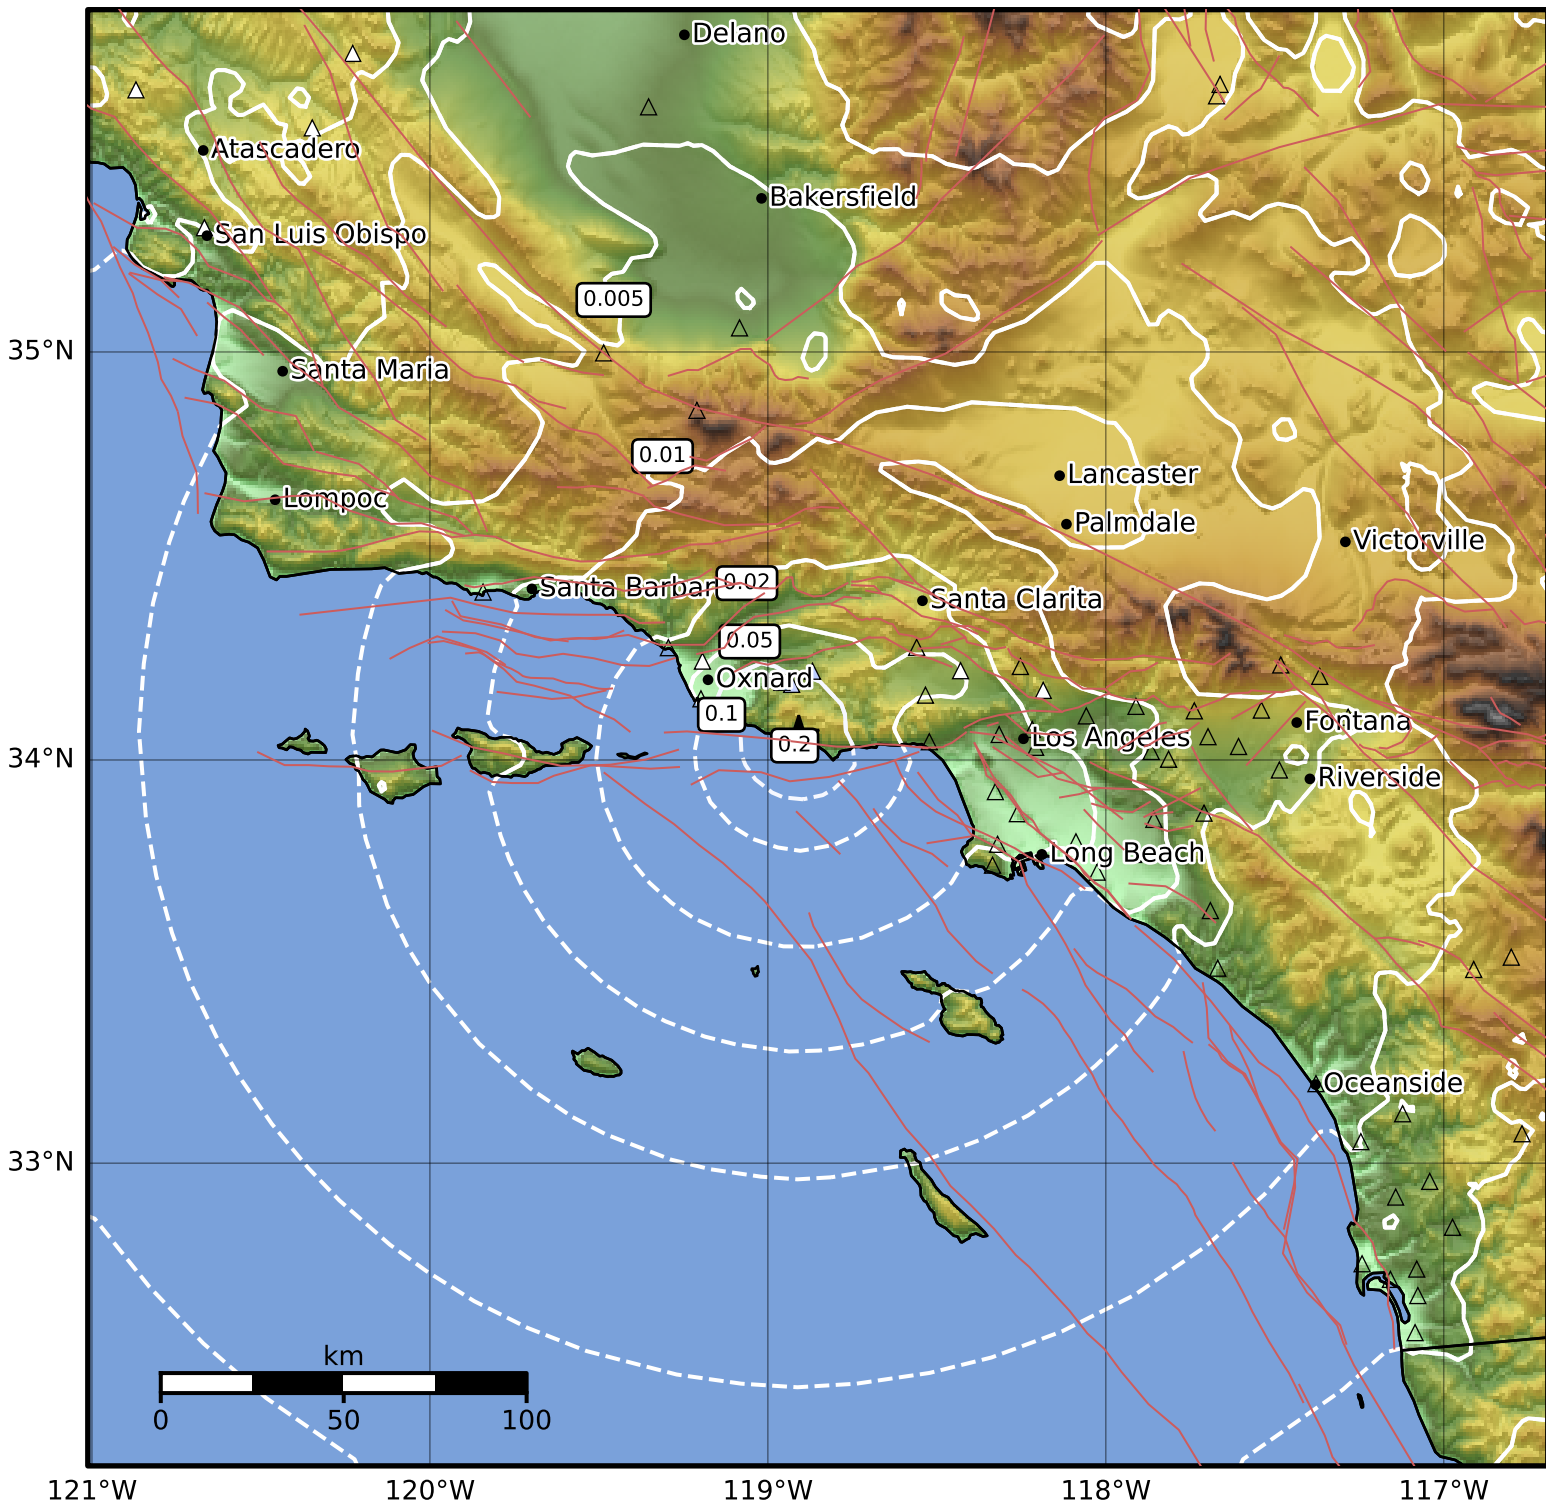 Delano
Atascadero
Bakersfield
San Luis Obispo
0.005
35°N
Santa Maria
0.01
Lancaster
Lompoc
Palmdale
Victorville
0.02
Santa Barbar
Santa Clarita
0.05
Oxnard
0.1
Fontana
Los Angeles
0.2
34°N
Riverside
Long Beach
Oceanside
33°N
km
0 50 100
121°W 120°W 119°W 118°W 117°W